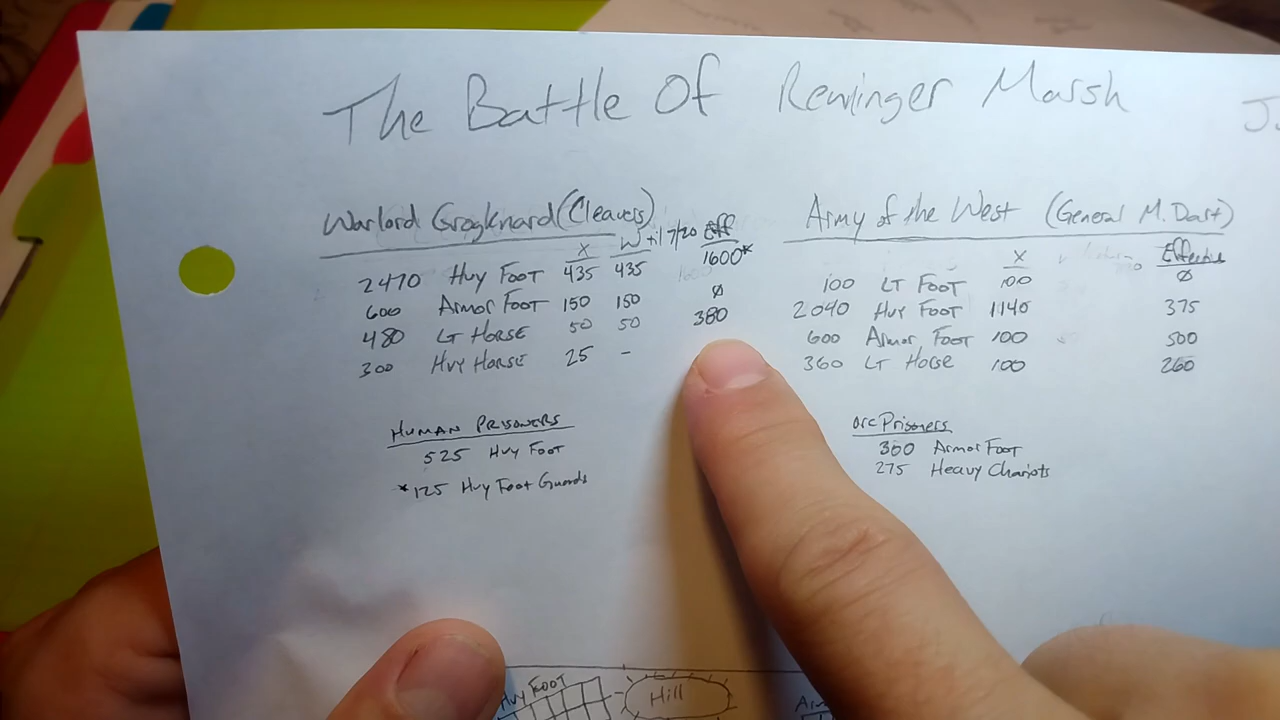 The Battle Of Rewinger Marsh
Warlord Grogknard (Cleavers)
X W til 7/20 Eff
2470 Hvy Foot 435 435 1600*
600 Armor Foot 150 150 ∅
480 LT Horse 50 50 380
300 Hvy Horse 25 -
Human Prisoners
525 Hvy Foot
*125 Hvy Foot Guards
Army of the West (General M. Dart)
X Effective
100 LT Foot 100 ∅
2040 Hvy Foot 1140 375
600 Armor Foot 100 500
360 LT Horse 100 260
Orc Prisoners
300 Armor Foot
275 Heavy Chariots
Hvy Foot
Hill